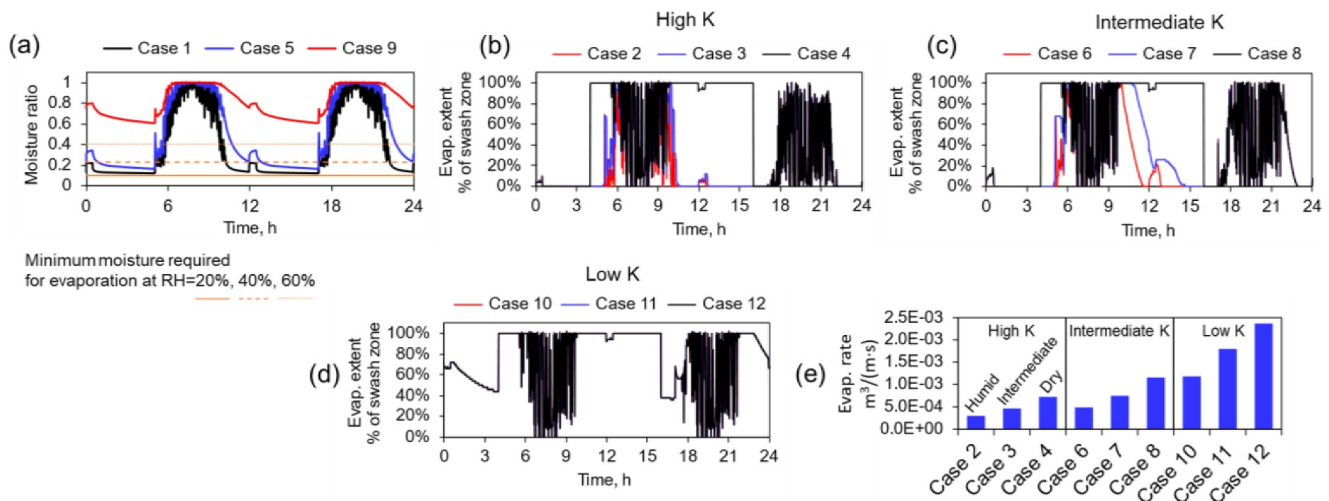 (a)
Case 1 Case 5 Case 9
Moisture ratio
1
0.8
0.6
0.4
0.2
0
0 6 12 18 24
Time, h
Minimum moisture required
for evaporation at RH=20%, 40%, 60%
High K
(b)
Case 2 Case 3 Case 4
Evap. extent
% of swash zone
100%
80%
60%
40%
20%
0%
0 3 6 9 12 15 18 21 24
Time, h
Intermediate K
(c)
Case 6 Case 7 Case 8
Evap. extent
% of swash zone
100%
80%
60%
40%
20%
0%
0 3 6 9 12 15 18 21 24
Time, h
Low K
Case 10 Case 11 Case 12
(d)
Evap. extent
% of swash zone
100%
80%
60%
40%
20%
0%
0 3 6 9 12 15 18 21 24
Time, h
(e)
Evap. rate
m³/(m·s)
2.5E-03
2.0E-03
1.5E-03
1.0E-03
5.0E-04
0.0E+00
High K Intermediate K Low K
Humid
Intermediate
Dry
Case 2 Case 3 Case 4 Case 6 Case 7 Case 8 Case 10 Case 11 Case 12